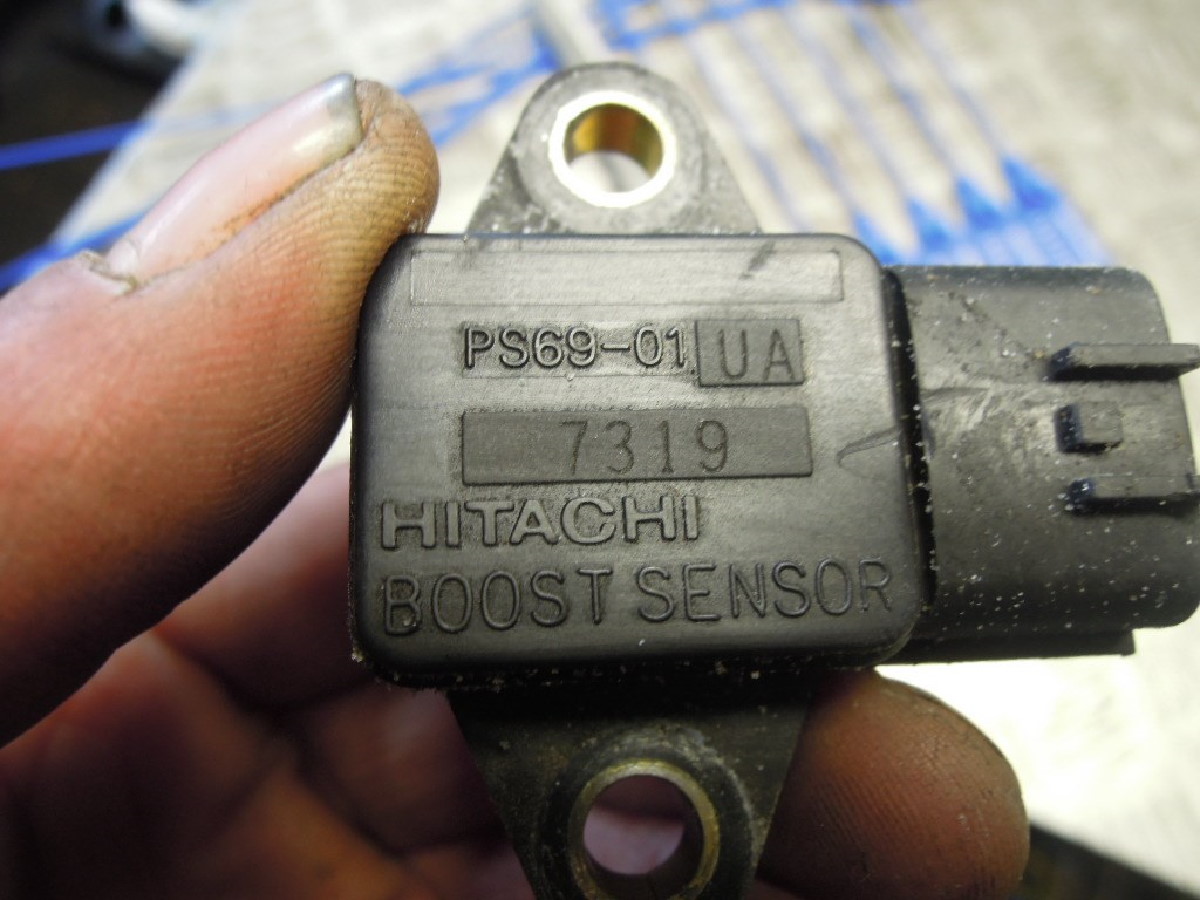 PS69-01 UA
7319
HITACHI
BOOST SENSOR